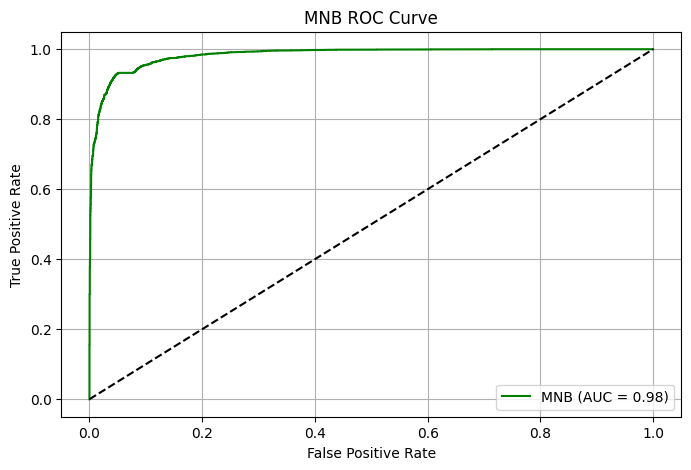 MNB ROC Curve
True Positive Rate
1.0
0.8
0.6
0.4
0.2
0.0
MNB (AUC = 0.98)
0.0 0.2 0.4 0.6 0.8 1.0
False Positive Rate